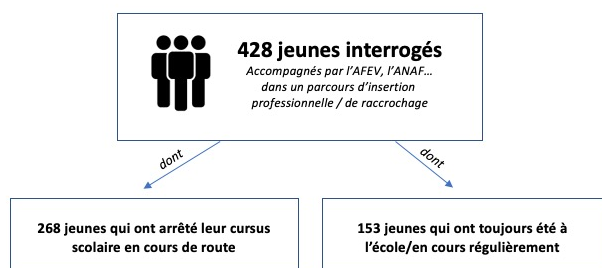 428 jeunes interrogés
Accompagnés par l'AFEV, l'ANAF...
dans un parcours d'insertion
professionnelle / de raccrochage
dont
dont
268 jeunes qui ont arrêté leur cursus
scolaire en cours de route
153 jeunes qui ont toujours été à
l'école/en cours régulièrement